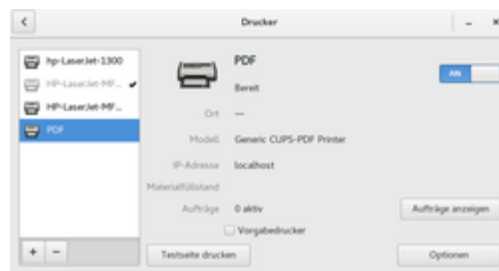 Drucker
hp-LaserJet-1300
HP-LaserJet-MF...
HP-LaserJet-MF...
PDF
PDF
Bereit
AN
Ort —
Modell Generic CUPS-PDF Printer
IP-Adresse localhost
Materialfüllstand
Aufträge 0 aktiv
Aufträge anzeigen
Vorgabedrucker
+ −
Testseite drucken
Optionen